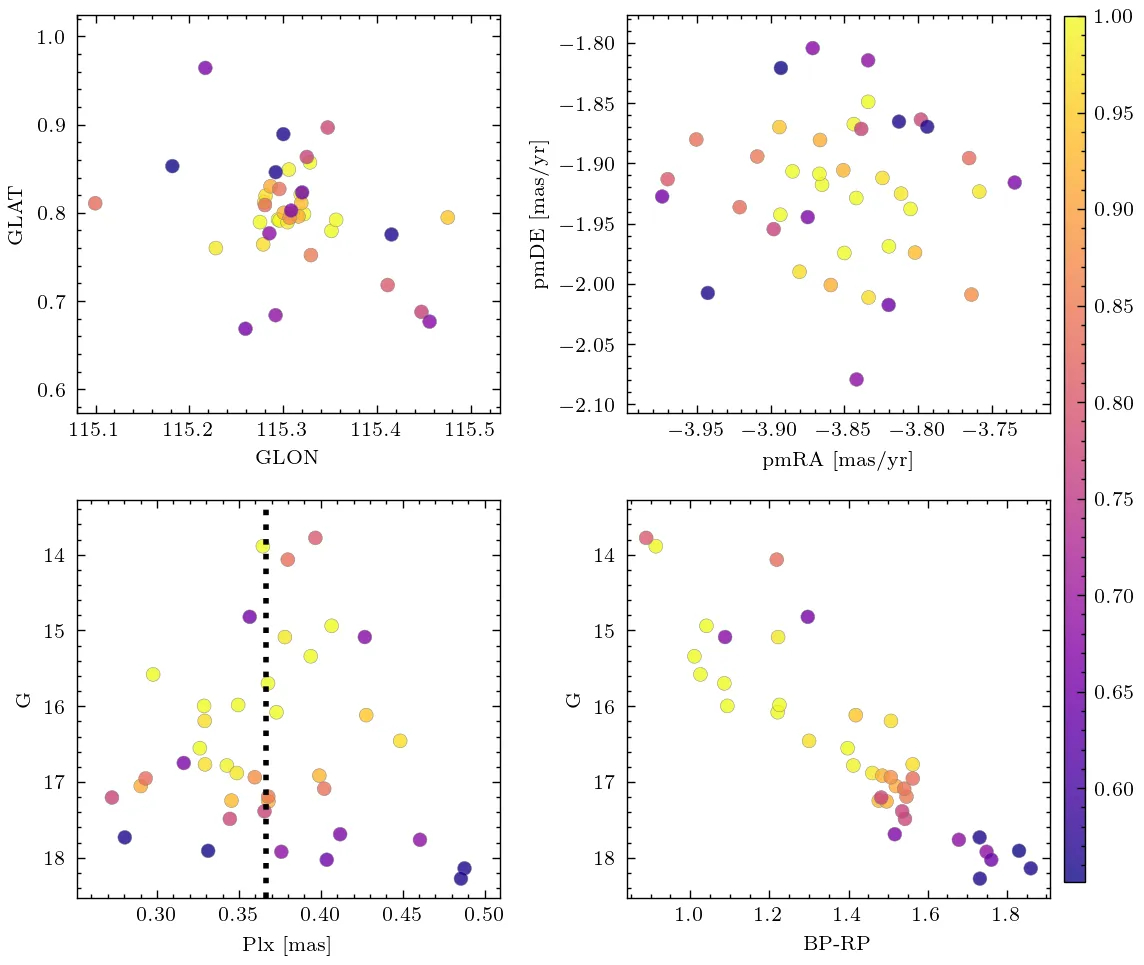 1.0
0.9
0.8
0.7
0.6
GLAT
115.1 115.2 115.3 115.4 115.5
GLON
−1.80
−1.85
−1.90
−1.95
−2.00
−2.05
−2.10
pmDE [mas/yr]
−3.95 −3.90 −3.85 −3.80 −3.75
pmRA [mas/yr]
14
15
16
17
18
G
0.30 0.35 0.40 0.45 0.50
Plx [mas]
14
15
16
17
18
G
1.0 1.2 1.4 1.6 1.8
BP-RP
1.00
0.95
0.90
0.85
0.80
0.75
0.70
0.65
0.60